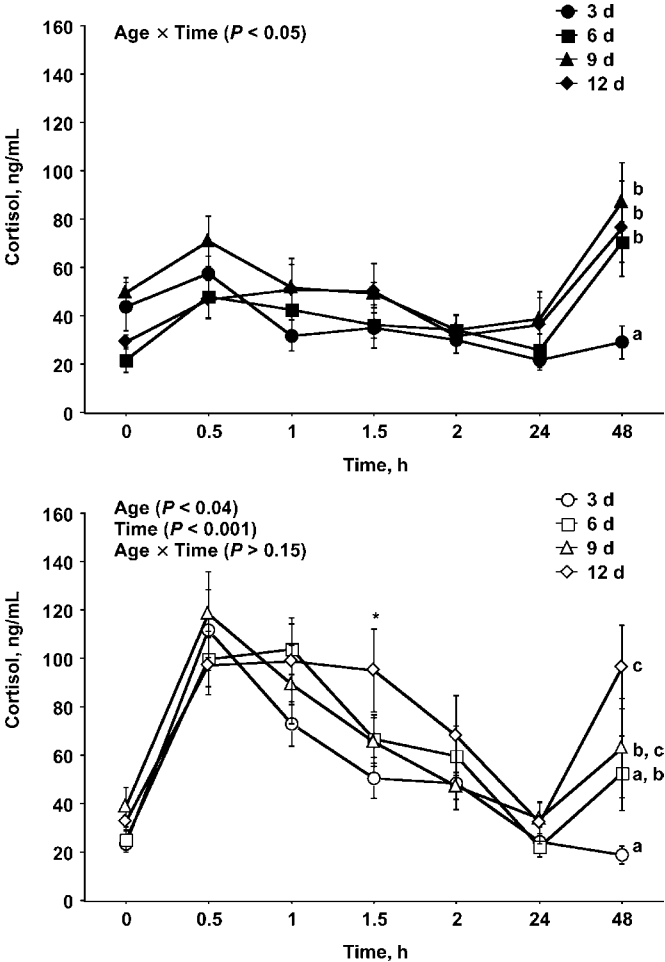 3 d
6 d
9 d
12 d
Age × Time (P < 0.05)
160
140
120
100
80
60
40
20
0
Cortisol, ng/mL
b
b
b
a
0 0.5 1 1.5 2 24 48
Time, h
Age (P < 0.04)
Time (P < 0.001)
Age × Time (P > 0.15)
3 d
6 d
9 d
12 d
160
140
120
100
80
60
40
20
0
Cortisol, ng/mL
*
c
b, c
a, b
a
0 0.5 1 1.5 2 24 48
Time, h